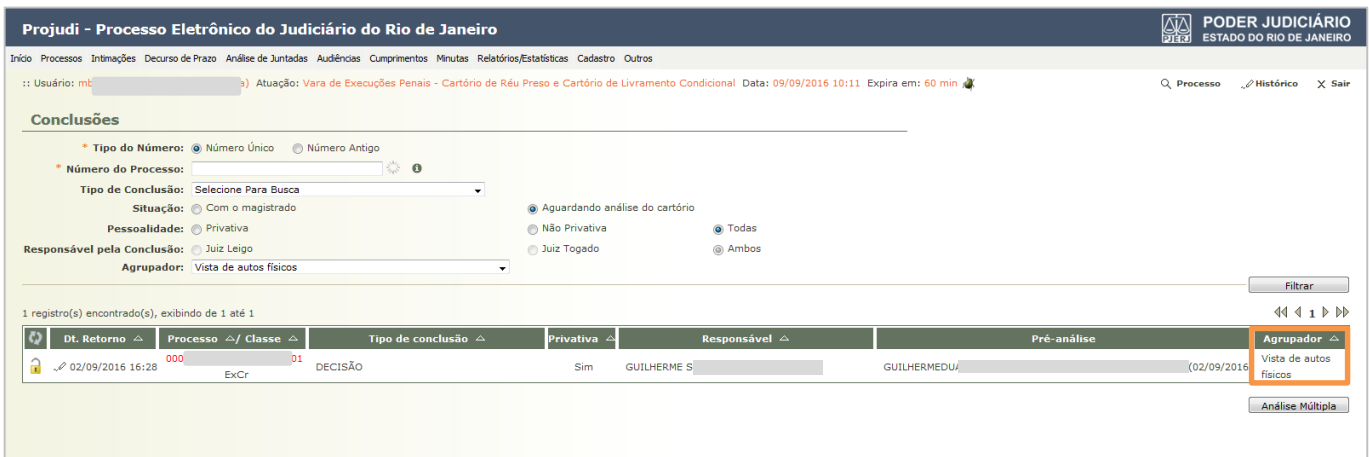 Projudi - Processo Eletrônico do Judiciário do Rio de Janeiro
PJERJ PODER JUDICIÁRIO
ESTADO DO RIO DE JANEIRO
Início Processos Intimações Decurso de Prazo Análise de Juntadas Audiências Cumprimentos Minutas Relatórios/Estatísticas Cadastro Outros
:: Usuário: mb a) Atuação: Vara de Execuções Penais - Cartório de Réu Preso e Cartório de Livramento Condicional Data: 09/09/2016 10:11 Expira em: 60 min Processo Histórico X Sair
Conclusões
* Tipo do Número: Número Único Número Antigo
* Número do Processo:
Tipo de Conclusão: Selecione Para Busca
Situação: Com o magistrado Aguardando análise do cartório
Pessoalidade: Privativa Não Privativa Todas
Responsável pela Conclusão: Juiz Leigo Juiz Togado Ambos
Agrupador: Vista de autos físicos
Filtrar
1 registro(s) encontrado(s), exibindo de 1 até 1 1
Dt. Retorno Processo / Classe Tipo de conclusão Privativa Responsável Pré-análise Agrupador
02/09/2016 16:28 000 01 DECISÃO Sim GUILHERME S GUILHERMEDU (02/09/2016 Vista de autos
ExCr físicos
Análise Múltipla